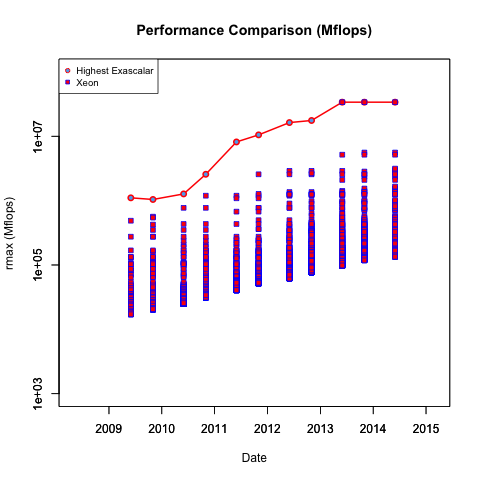 Performance Comparison (Mflops)
Highest Exascalar
Xeon
rmax (Mflops)
1e+07
1e+05
1e+03
2009 2010 2011 2012 2013 2014 2015
Date